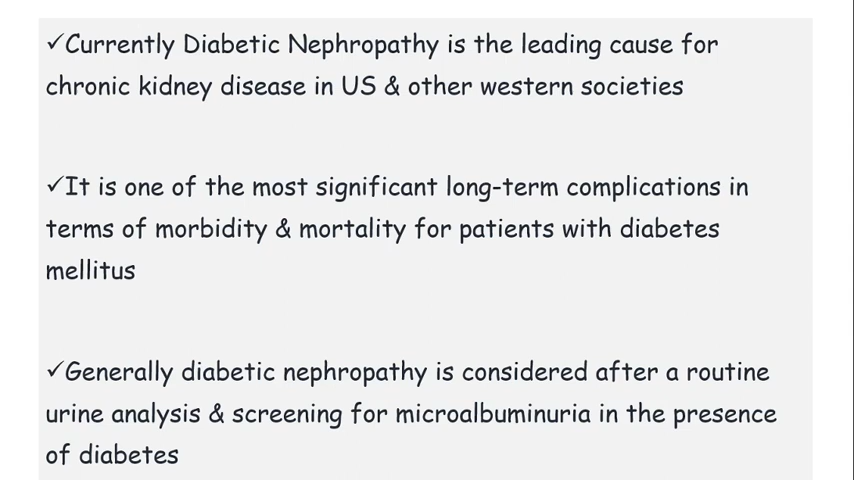 ✓Currently Diabetic Nephropathy is the leading cause for
chronic kidney disease in US & other western societies
✓It is one of the most significant long-term complications in
terms of morbidity & mortality for patients with diabetes
mellitus
✓Generally diabetic nephropathy is considered after a routine
urine analysis & screening for microalbuminuria in the presence
of diabetes